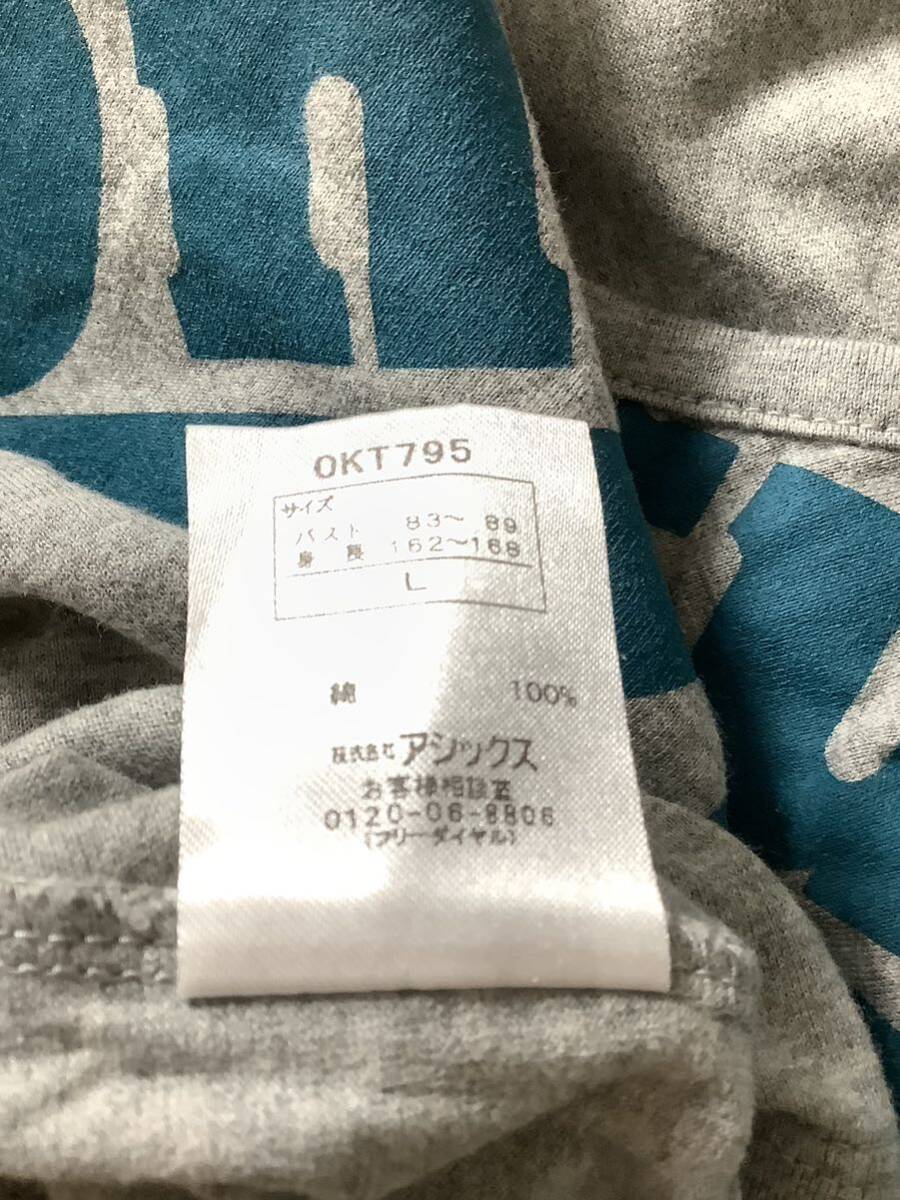 OKT795
サイズ
バスト 83～ 89
身 長 162～168
L
綿 100%
株式会社 アシックス
お客様相談室
0120-06-8806
(フリーダイヤル)